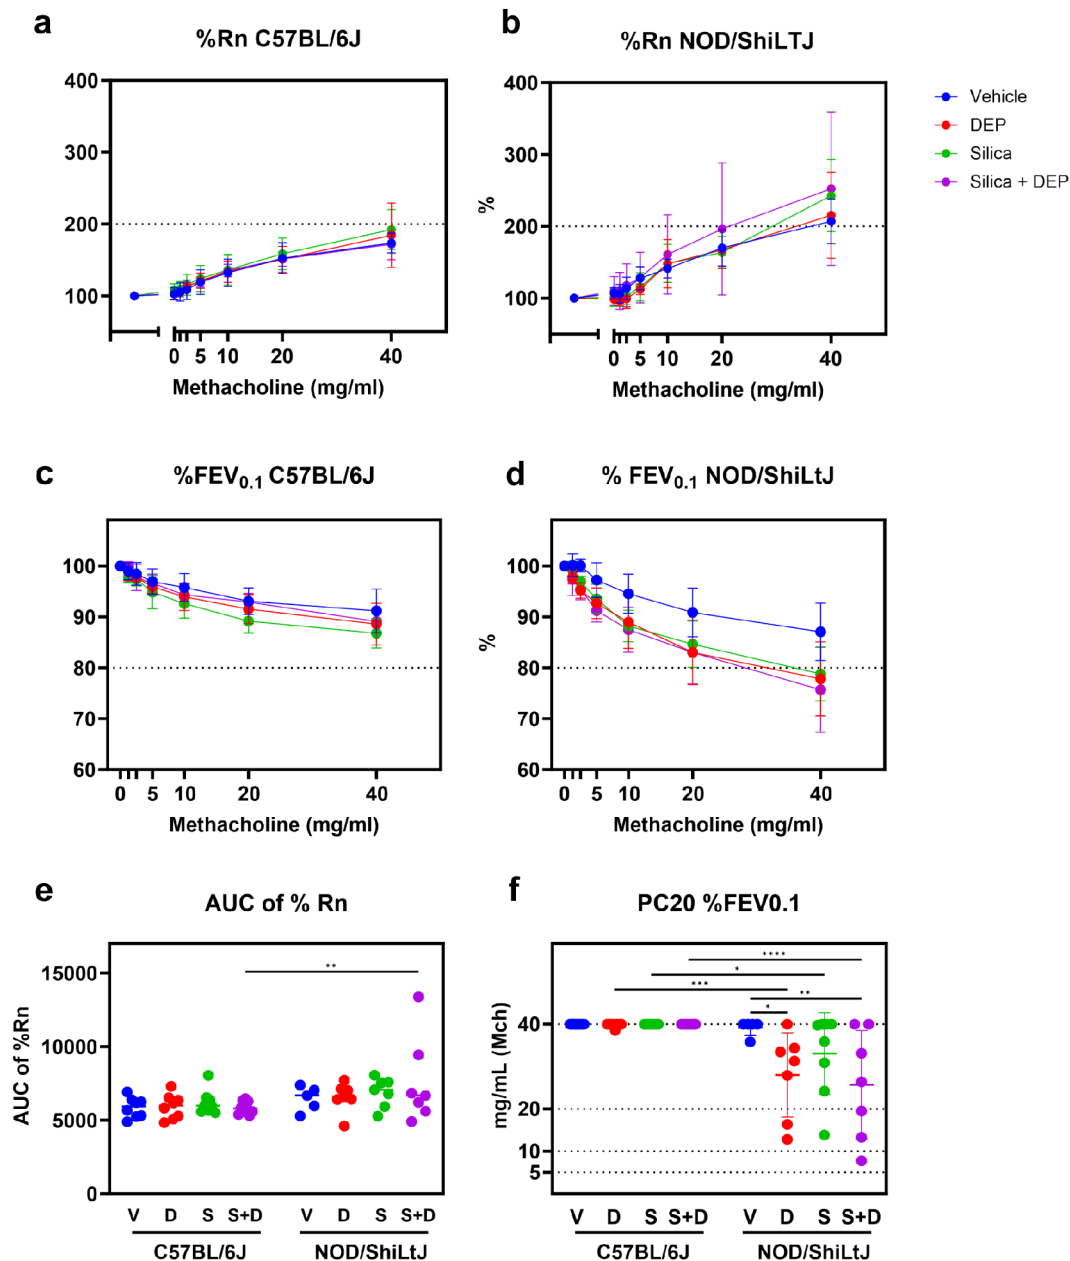 a
%Rn C57BL/6J
400
300
200
100
0 5 10 20 40
Methacholine (mg/ml)
b
%Rn NOD/ShiLTJ
%
400
300
200
100
0 5 10 20 40
Methacholine (mg/ml)
Vehicle
DEP
Silica
Silica + DEP
c
%FEV0.1 C57BL/6J
100
90
80
70
60
0 5 10 20 40
Methacholine (mg/ml)
d
% FEV0.1 NOD/ShiLtJ
%
100
90
80
70
60
0 5 10 20 40
Methacholine (mg/ml)
e
AUC of % Rn
AUC of %Rn
15000
10000
5000
0
**
V D S S+D V D S S+D
C57BL/6J NOD/ShiLtJ
f
PC20 %FEV0.1
mg/mL (Mch)
40
20
10
5
****
*
***
**
*
V D S S+D V D S S+D
C57BL/6J NOD/ShiLtJ